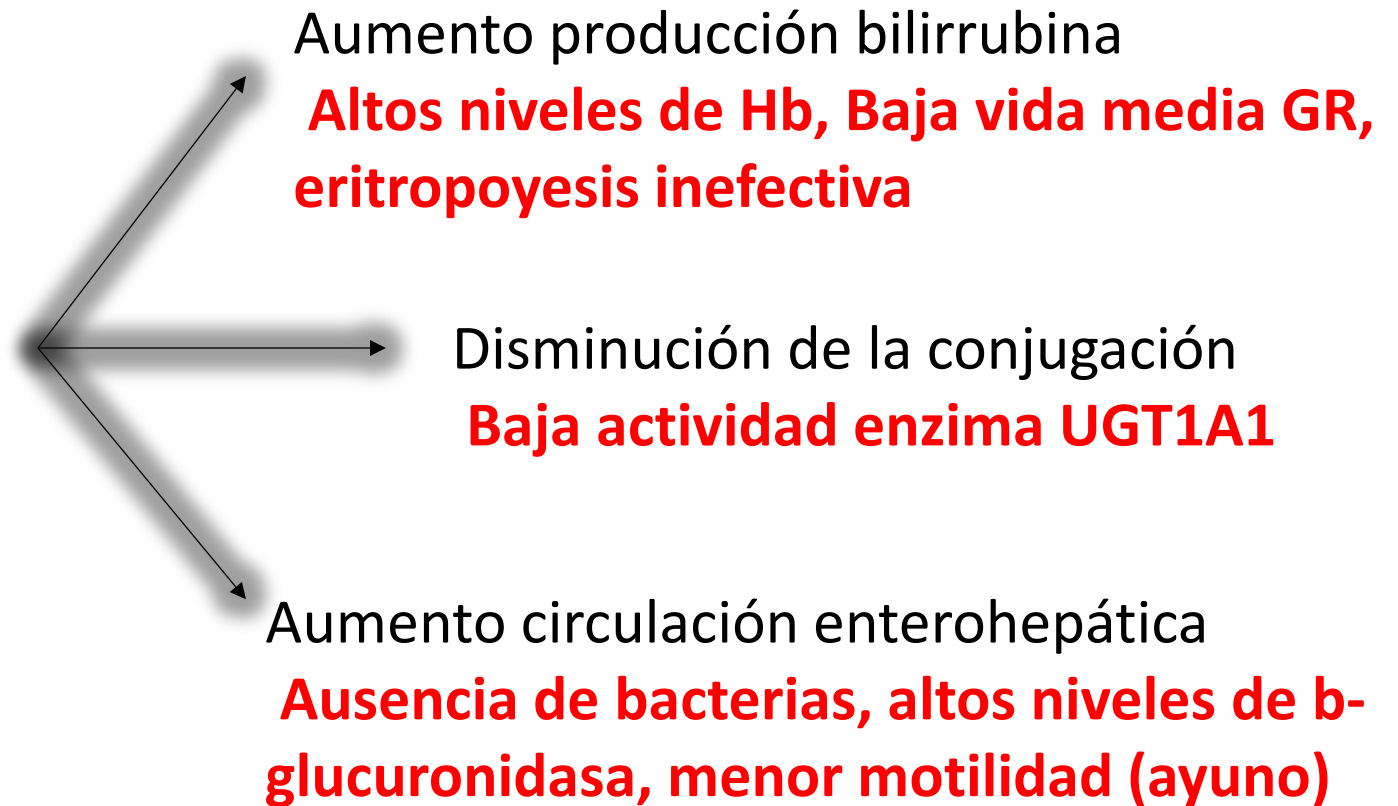 Aumento producción bilirrubina
Altos niveles de Hb, Baja vida media GR,
eritropoyesis inefectiva
Disminución de la conjugación
Baja actividad enzima UGT1A1
Aumento circulación enterohepática
Ausencia de bacterias, altos niveles de b-
glucuronidasa, menor motilidad (ayuno)